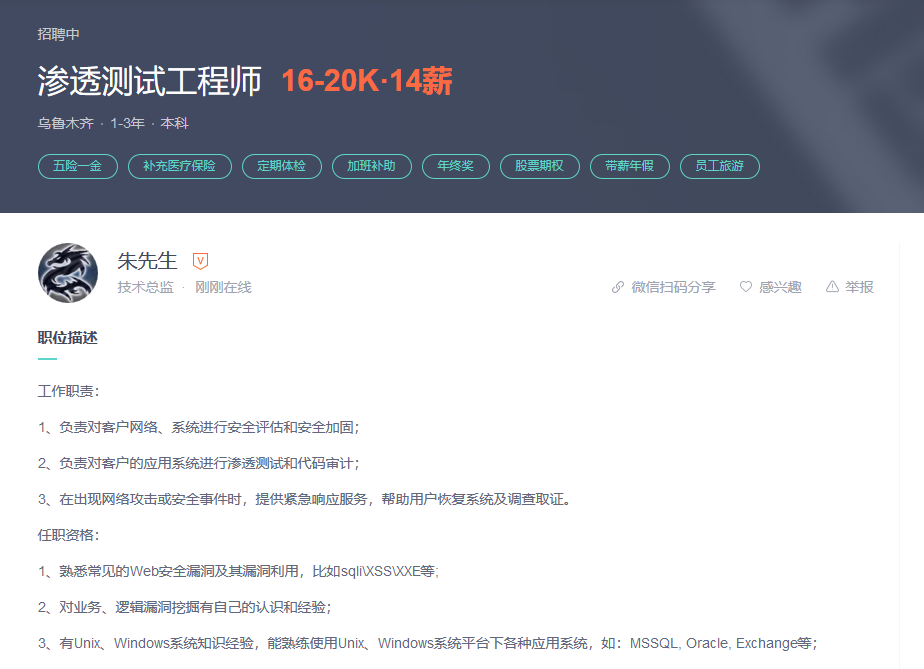 招聘中
渗透测试工程师 16-20K·14薪
乌鲁木齐 · 1-3年 · 本科
五险一金 补充医疗保险 定期体检 加班补助 年终奖 股票期权 带薪年假 员工旅游
朱先生 V
技术总监 · 刚刚在线 微信扫码分享 感兴趣 举报
职位描述
工作职责：
1、负责对客户网络、系统进行安全评估和安全加固；
2、负责对客户的应用系统进行渗透测试和代码审计；
3、在出现网络攻击或安全事件时，提供紧急响应服务，帮助用户恢复系统及调查取证。
任职资格：
1、熟悉常见的Web安全漏洞及其漏洞利用，比如sqli\XSS\XXE等;
2、对业务、逻辑漏洞挖掘有自己的认识和经验；
3、有Unix、Windows系统知识经验，能熟练使用Unix、Windows系统平台下各种应用系统，如：MSSQL, Oracle, Exchange等；